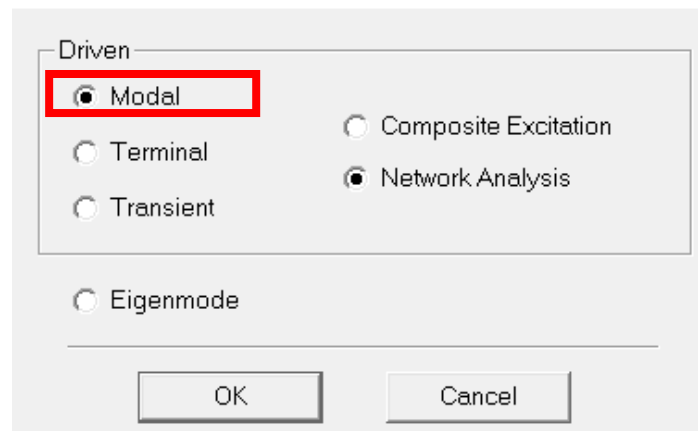 Driven
Modal
Terminal
Transient
Composite Excitation
Network Analysis
Eigenmode
OK
Cancel